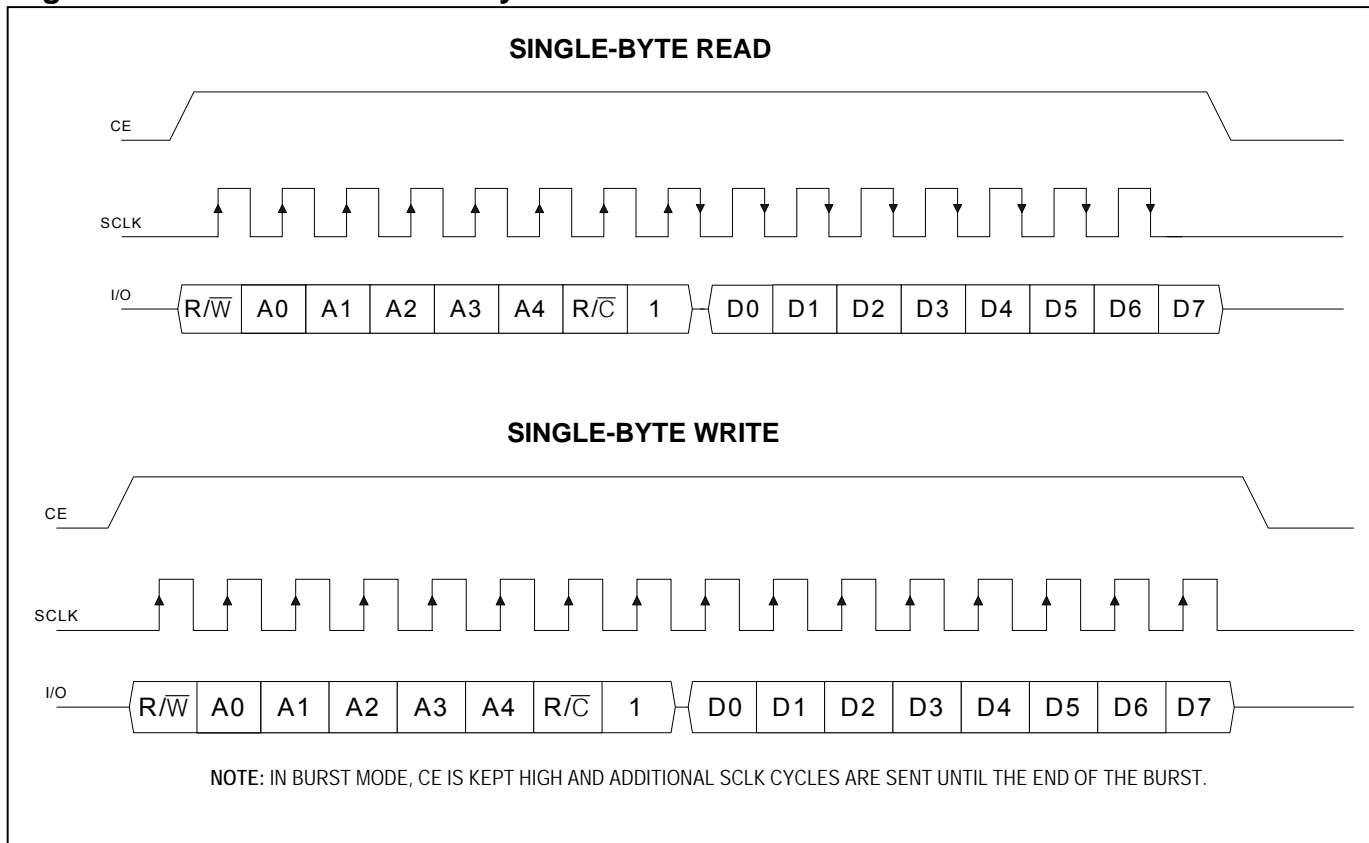 SINGLE-BYTE READ
CE
SCLK
I/O R/W̅ A0 A1 A2 A3 A4 R/C̅ 1 D0 D1 D2 D3 D4 D5 D6 D7
SINGLE-BYTE WRITE
CE
SCLK
I/O R/W̅ A0 A1 A2 A3 A4 R/C̅ 1 D0 D1 D2 D3 D4 D5 D6 D7
NOTE: IN BURST MODE, CE IS KEPT HIGH AND ADDITIONAL SCLK CYCLES ARE SENT UNTIL THE END OF THE BURST.